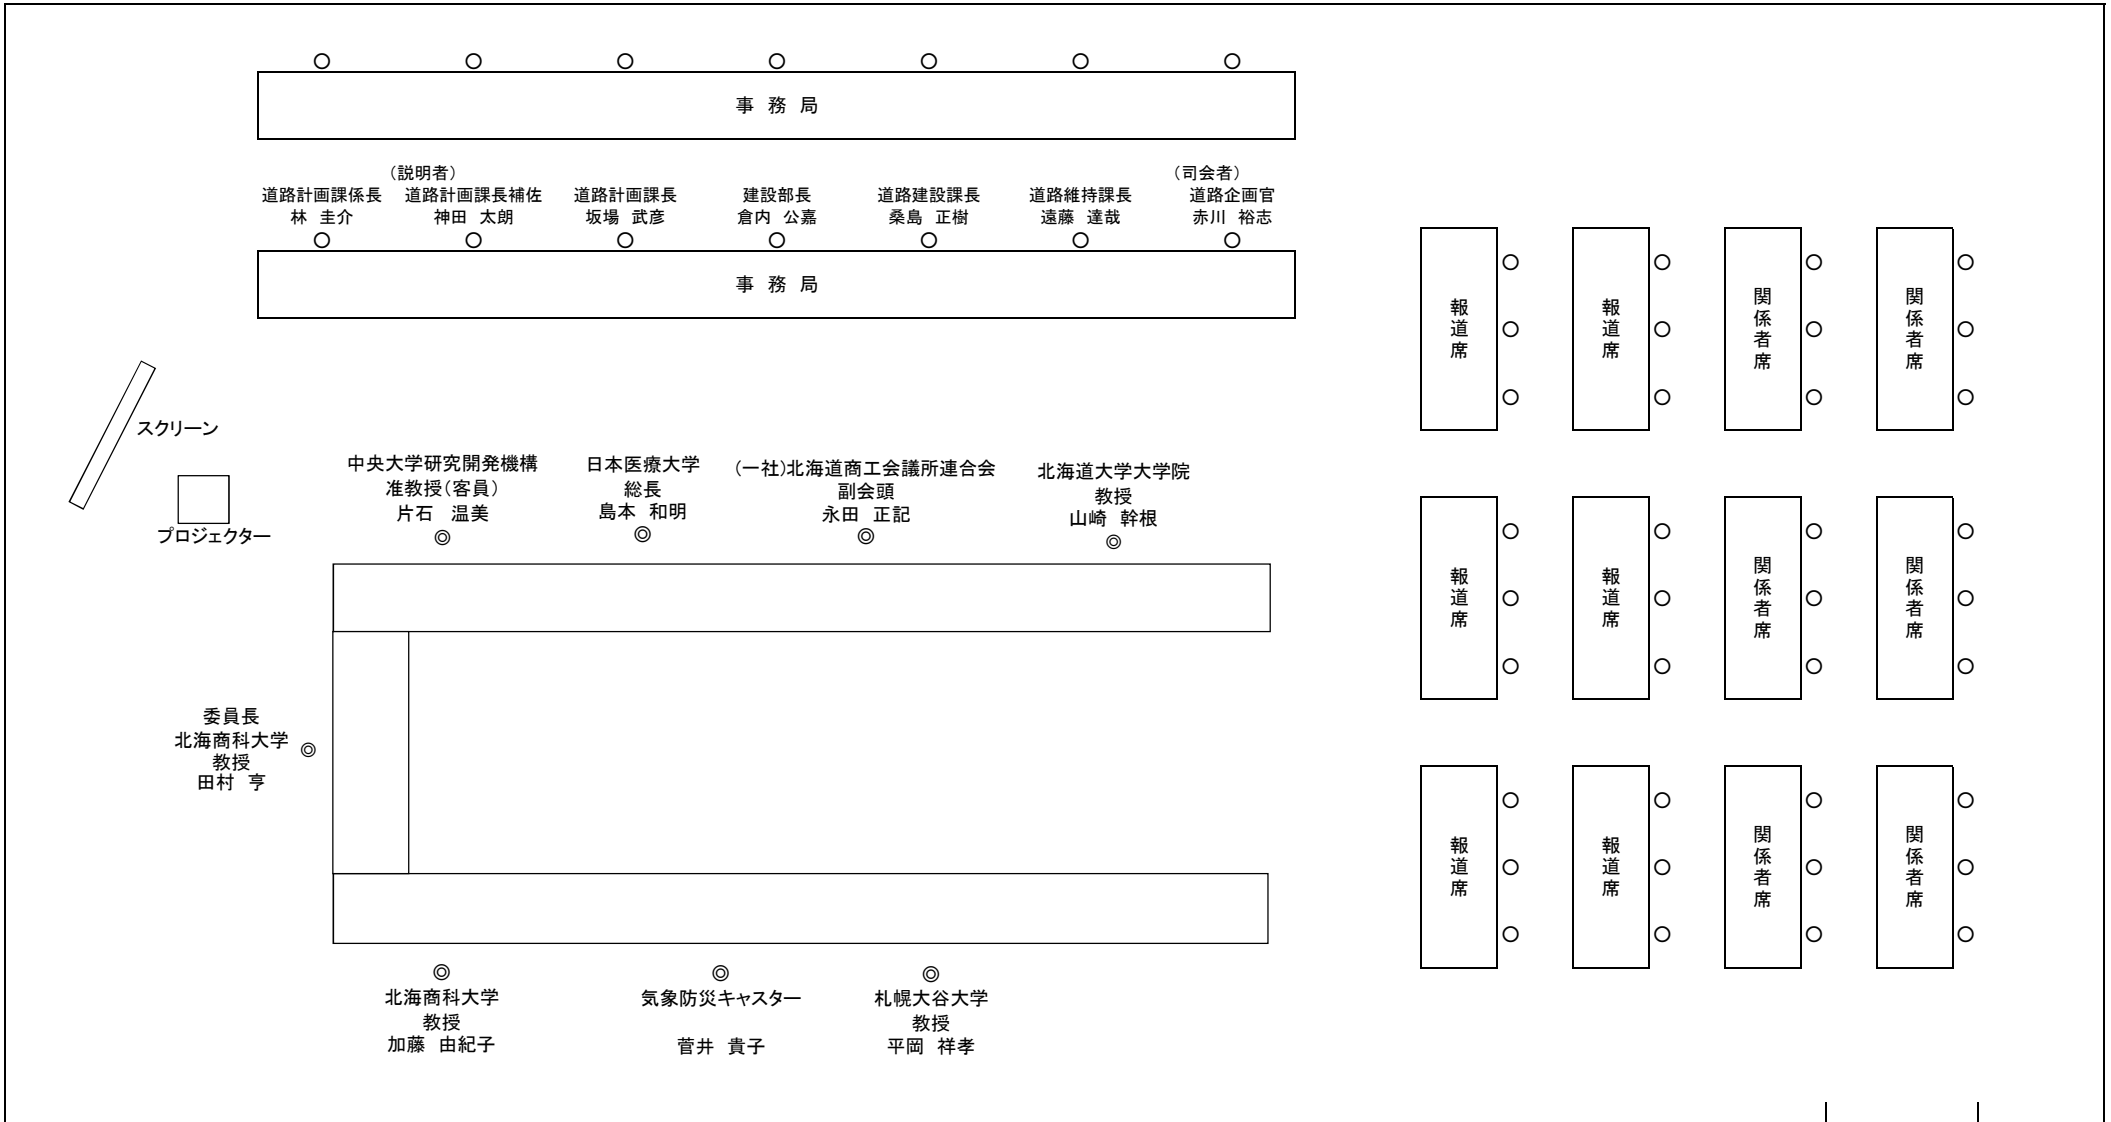 事 務 局
（説明者）
（司会者）
道路計画課係長
林 圭介
道路計画課長補佐
神田 太朗
道路計画課長
坂場 武彦
建設部長
倉内 公嘉
道路建設課長
桑島 正樹
道路維持課長
遠藤 達哉
道路企画官
赤川 裕志
事 務 局
スクリーン
プロジェクター
中央大学研究開発機構
准教授（客員）
片石 温美
日本医療大学
総長
島本 和明
（一社）北海道商工会議所連合会
副会頭
永田 正記
北海道大学大学院
教授
山崎 幹根
委員長
北海商科大学
教授
田村 亨
北海商科大学
教授
加藤 由紀子
気象防災キャスター
菅井 貴子
札幌大谷大学
教授
平岡 祥孝
報道席
報道席
関係者席
関係者席
報道席
報道席
関係者席
関係者席
報道席
報道席
関係者席
関係者席